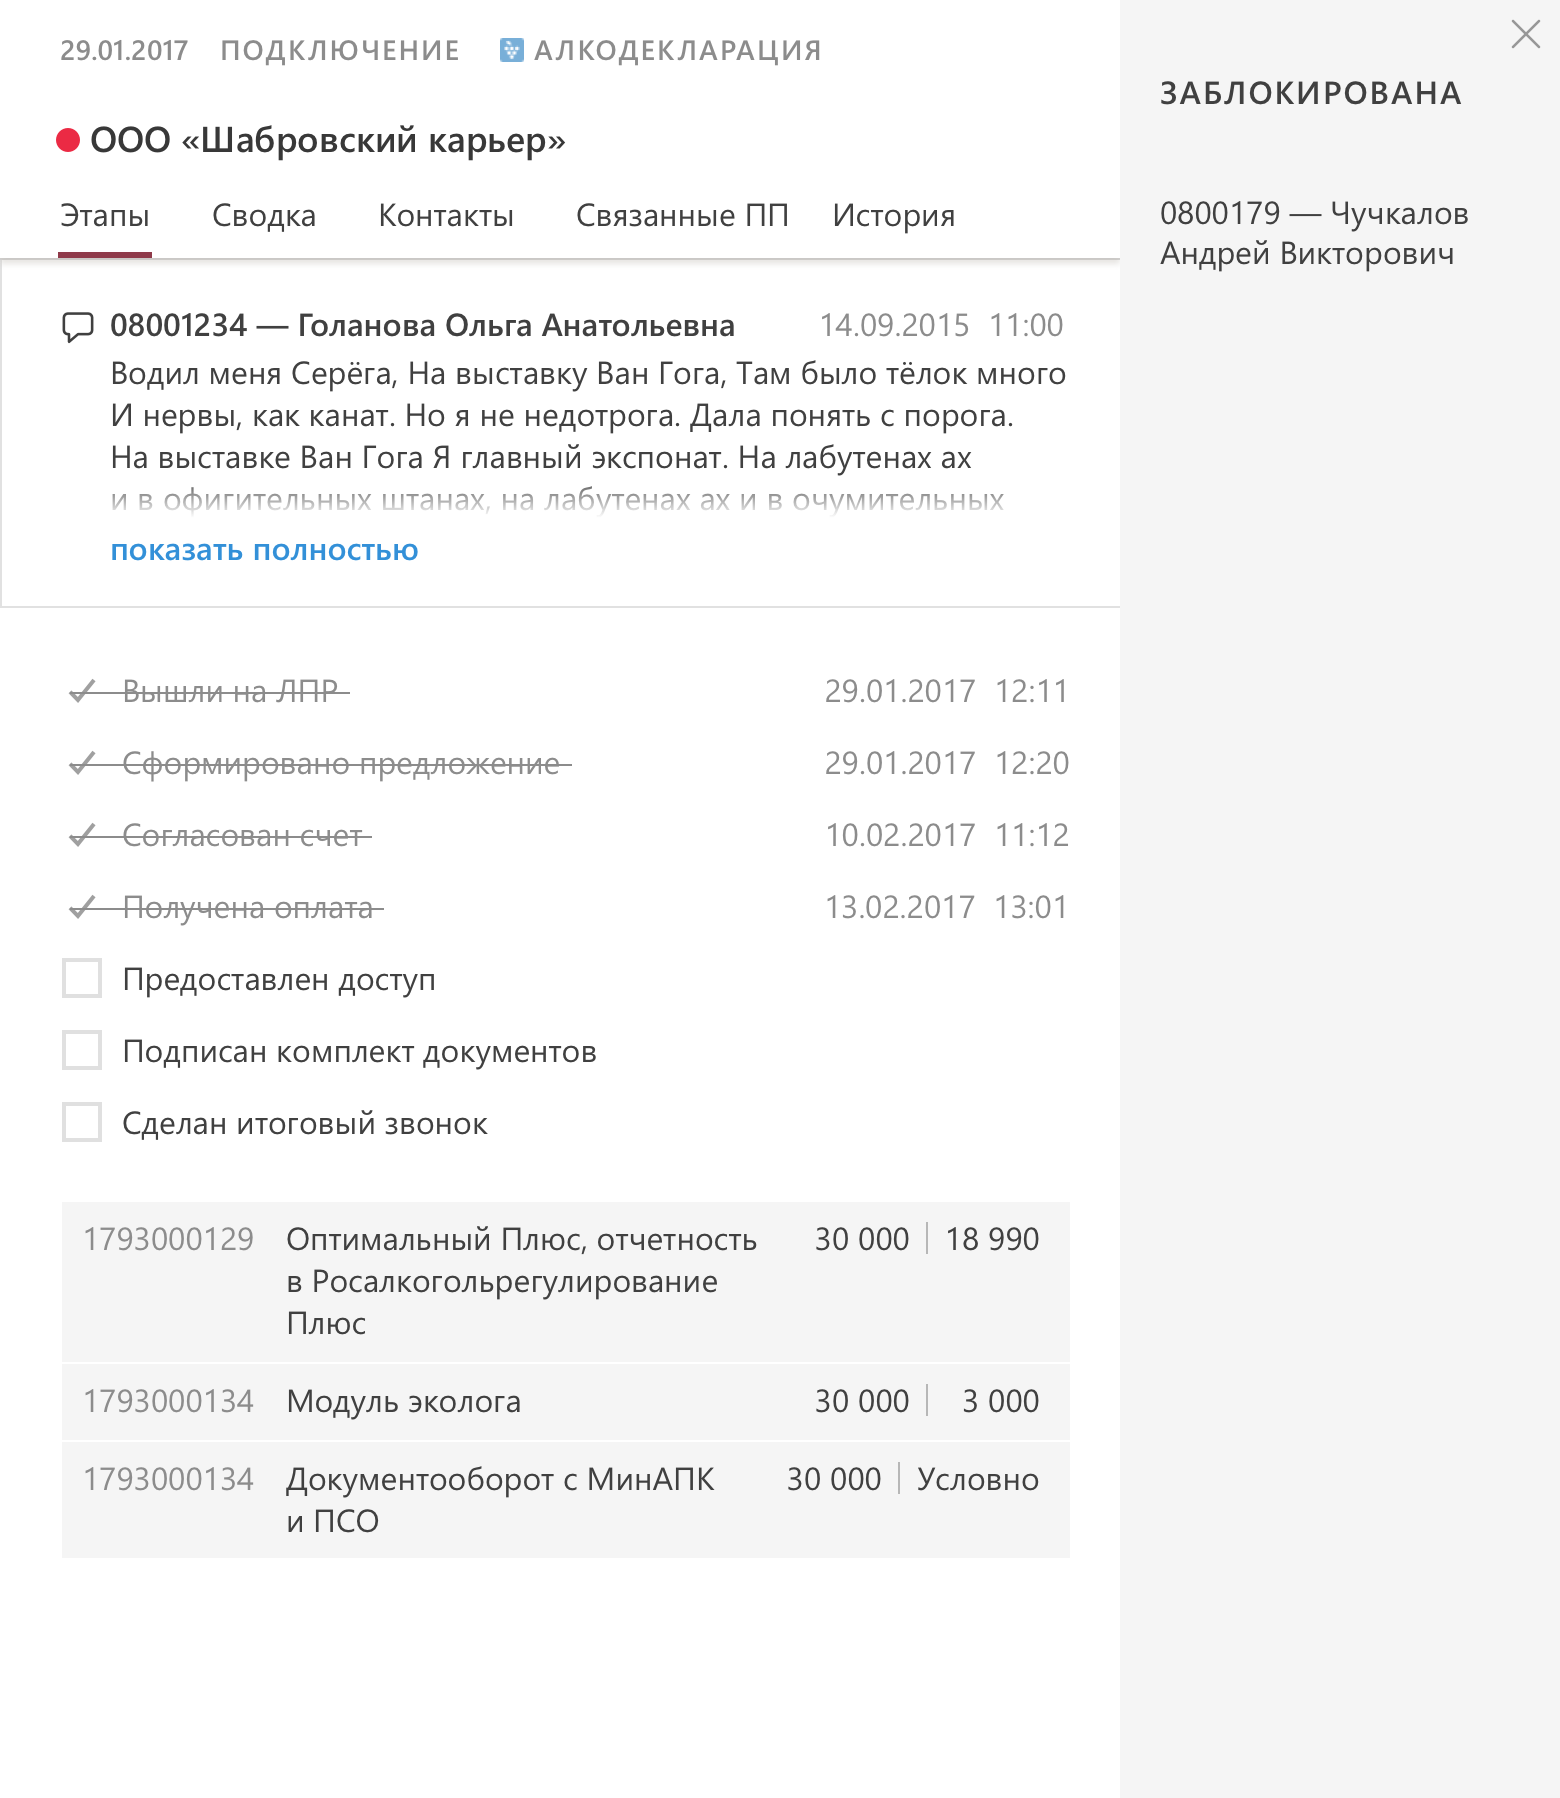 29.01.2017 ПОДКЛЮЧЕНИЕ АЛКОДЕКЛАРАЦИЯ
ООО «Шабровский карьер»
Этапы Сводка Контакты Связанные ПП История
08001234 — Голанова Ольга Анатольевна 14.09.2015 11:00
Водил меня Серёга, На выставку Ван Гога, Там было тёлок много
И нервы, как канат. Но я не недотрога. Дала понять с порога.
На выставке Ван Гога Я главный экспонат. На лабутенах ах
и в офигительных штанах, на лабутенах ах и в очумительных
показать полностью
Вышли на ЛПР 29.01.2017 12:11
Сформировано предложение 29.01.2017 12:20
Согласован счет 10.02.2017 11:12
Получена оплата 13.02.2017 13:01
Предоставлен доступ
Подписан комплект документов
Сделан итоговый звонок
1793000129 Оптимальный Плюс, отчетность 30 000 18 990
в Росалкогольрегулирование
Плюс
1793000134 Модуль эколога 30 000 3 000
1793000134 Документооборот с МинАПК 30 000 Условно
и ПСО
ЗАБЛОКИРОВАНА
0800179 — Чучкалов
Андрей Викторович